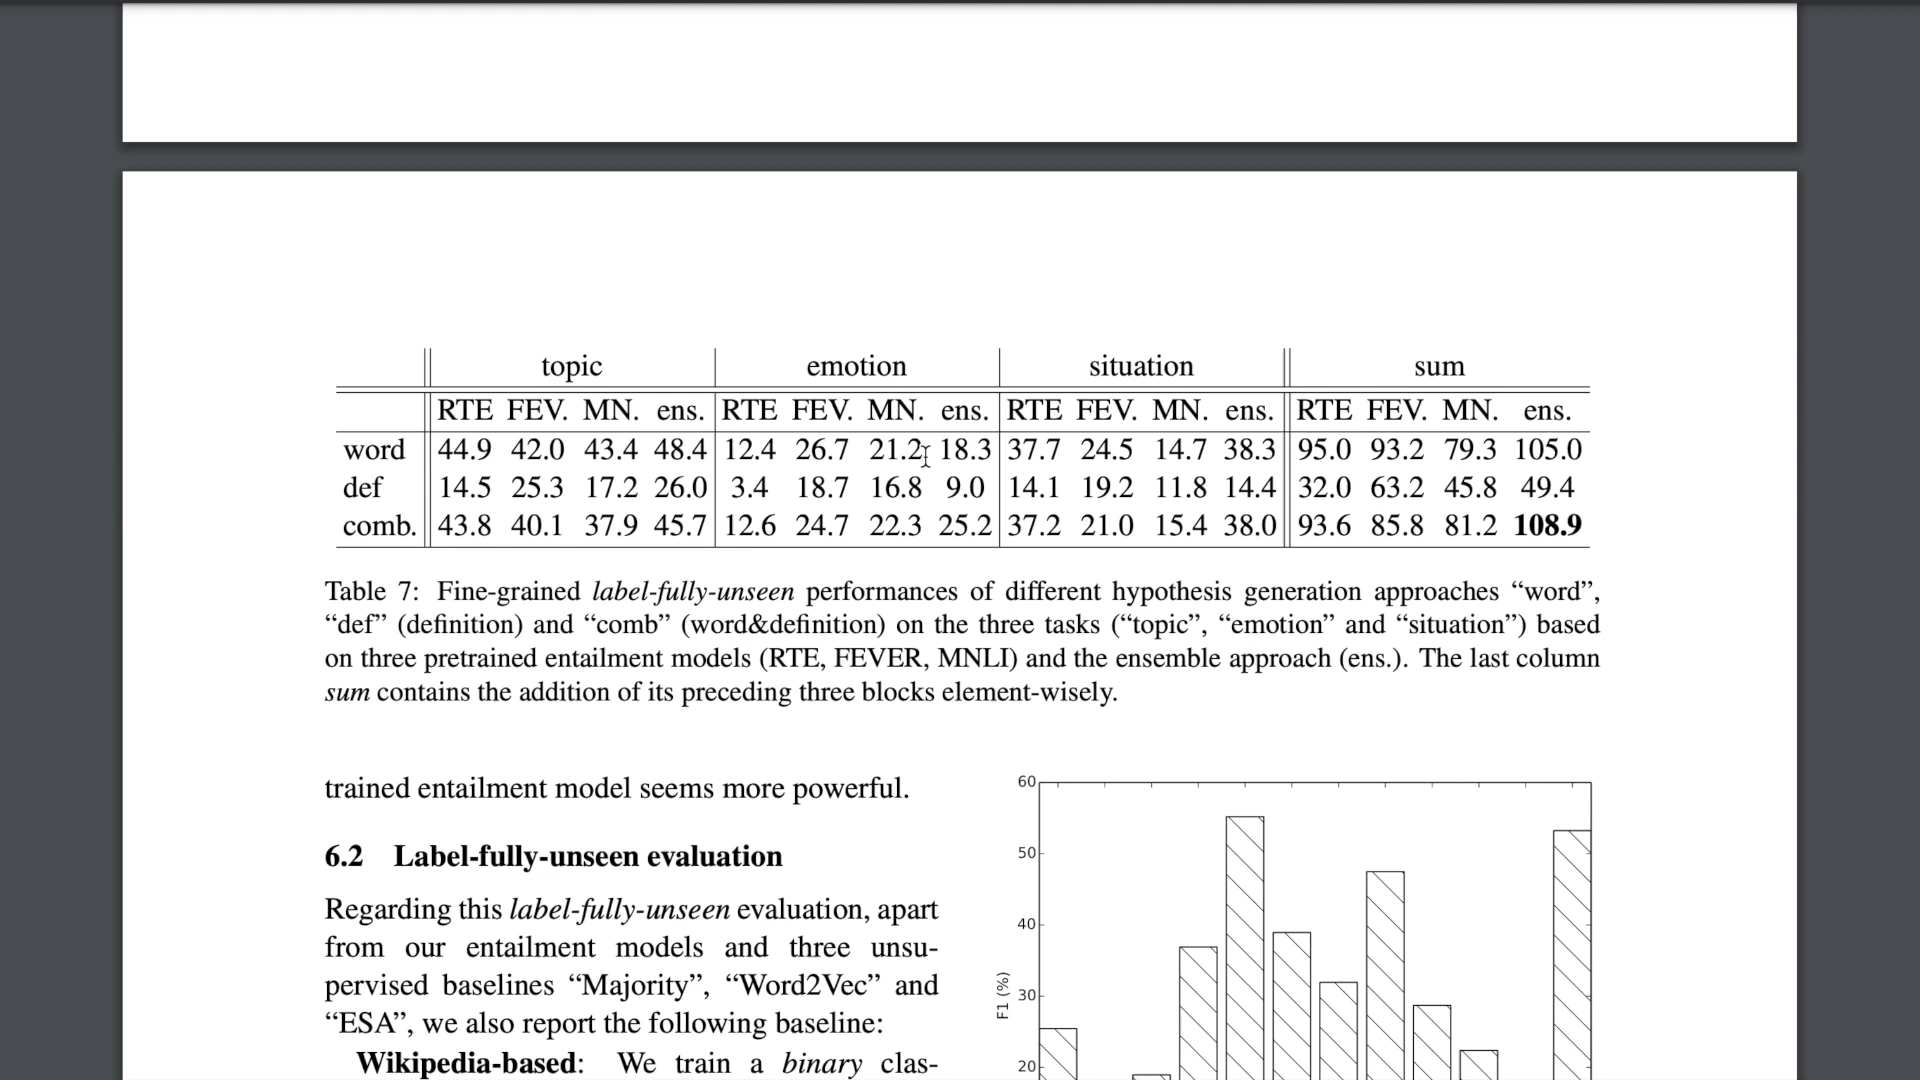 topic emotion situation sum
RTE FEV. MN. ens. RTE FEV. MN. ens. RTE FEV. MN. ens. RTE FEV. MN. ens.
word 44.9 42.0 43.4 48.4 12.4 26.7 21.2 18.3 37.7 24.5 14.7 38.3 95.0 93.2 79.3 105.0
def 14.5 25.3 17.2 26.0 3.4 18.7 16.8 9.0 14.1 19.2 11.8 14.4 32.0 63.2 45.8 49.4
comb. 43.8 40.1 37.9 45.7 12.6 24.7 22.3 25.2 37.2 21.0 15.4 38.0 93.6 85.8 81.2 108.9
Table 7: Fine-grained label-fully-unseen performances of different hypothesis generation approaches “word”,
“def” (definition) and “comb” (word&definition) on the three tasks (“topic”, “emotion” and “situation”) based
on three pretrained entailment models (RTE, FEVER, MNLI) and the ensemble approach (ens.). The last column
sum contains the addition of its preceding three blocks element-wisely.
trained entailment model seems more powerful.
6.2 Label-fully-unseen evaluation
Regarding this label-fully-unseen evaluation, apart
from our entailment models and three unsu-
pervised baselines “Majority”, “Word2Vec” and
“ESA”, we also report the following baseline:
Wikipedia-based: We train a binary clas-
60
50
40
30
20
F1 (%)